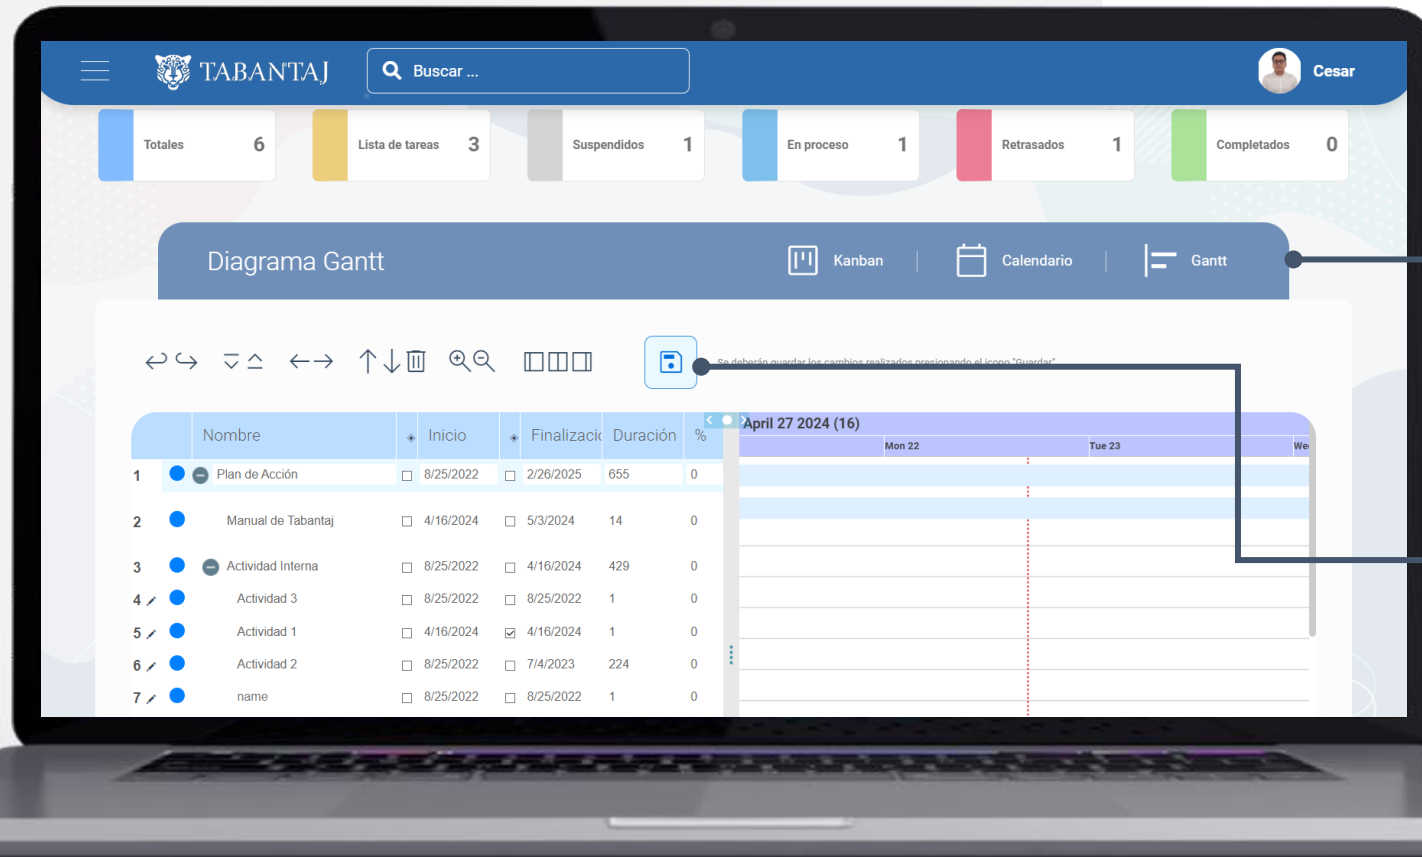 TABANTAJ
Buscar ...
Cesar
Totales 6
Lista de tareas 3
Suspendidos 1
En proceso 1
Retrasados 1
Completados 0
Diagrama Gantt
Kanban
Calendario
Gantt
Se deberán guardar los cambios realizados presionando el icono "Guardar"
Nombre Inicio Finalizació Duración %
April 27 2024 (16)
Mon 22 Tue 23 Wed
1 Plan de Acción 8/25/2022 2/26/2025 655 0
2 Manual de Tabantaj 4/16/2024 5/3/2024 14 0
3 Actividad Interna 8/25/2022 4/16/2024 429 0
4 Actividad 3 8/25/2022 8/25/2022 1 0
5 Actividad 1 4/16/2024 4/16/2024 1 0
6 Actividad 2 8/25/2022 7/4/2023 224 0
7 name 8/25/2022 8/25/2022 1 0